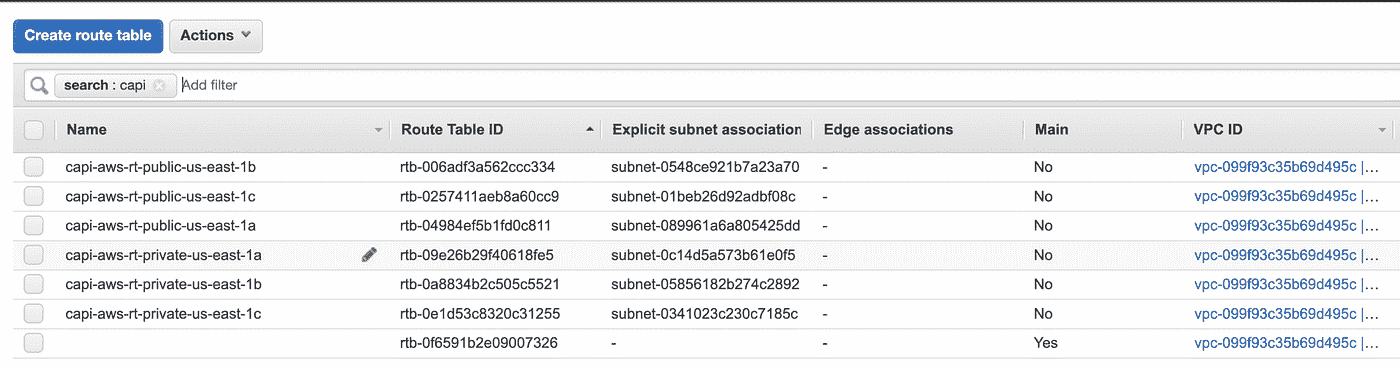 Create route table Actions
search : capi Add filter
Name Route Table ID Explicit subnet association Edge associations Main VPC ID
capi-aws-rt-public-us-east-1b rtb-006adf3a562ccc334 subnet-0548ce921b7a23a70 - No vpc-099f93c35b69d495c |...
capi-aws-rt-public-us-east-1c rtb-0257411aeb8a60cc9 subnet-01beb26d92adbf08c - No vpc-099f93c35b69d495c |...
capi-aws-rt-public-us-east-1a rtb-04984ef5b1fd0c811 subnet-089961a6a805425dd - No vpc-099f93c35b69d495c |...
capi-aws-rt-private-us-east-1a rtb-09e26b29f40618fe5 subnet-0c14d5a573b61e0f5 - No vpc-099f93c35b69d495c |...
capi-aws-rt-private-us-east-1b rtb-0a8834b2c505c5521 subnet-05856182b274c2892 - No vpc-099f93c35b69d495c |...
capi-aws-rt-private-us-east-1c rtb-0e1d53c8320c31255 subnet-0341023c230c7185c - No vpc-099f93c35b69d495c |...
rtb-0f6591b2e09007326 - - Yes vpc-099f93c35b69d495c |...